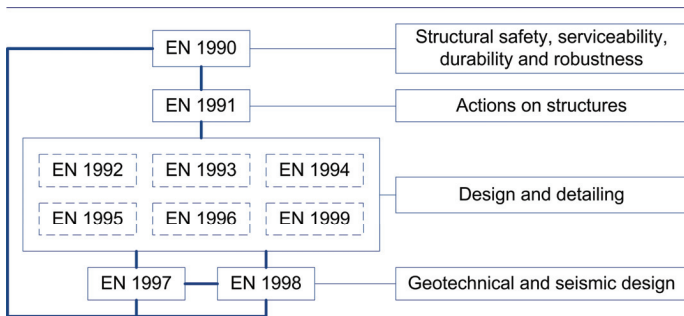 EN 1990
Structural safety, serviceability,
durability and robustness
EN 1991
Actions on structures
EN 1992 EN 1993 EN 1994
EN 1995 EN 1996 EN 1999
Design and detailing
EN 1997 EN 1998
Geotechnical and seismic design